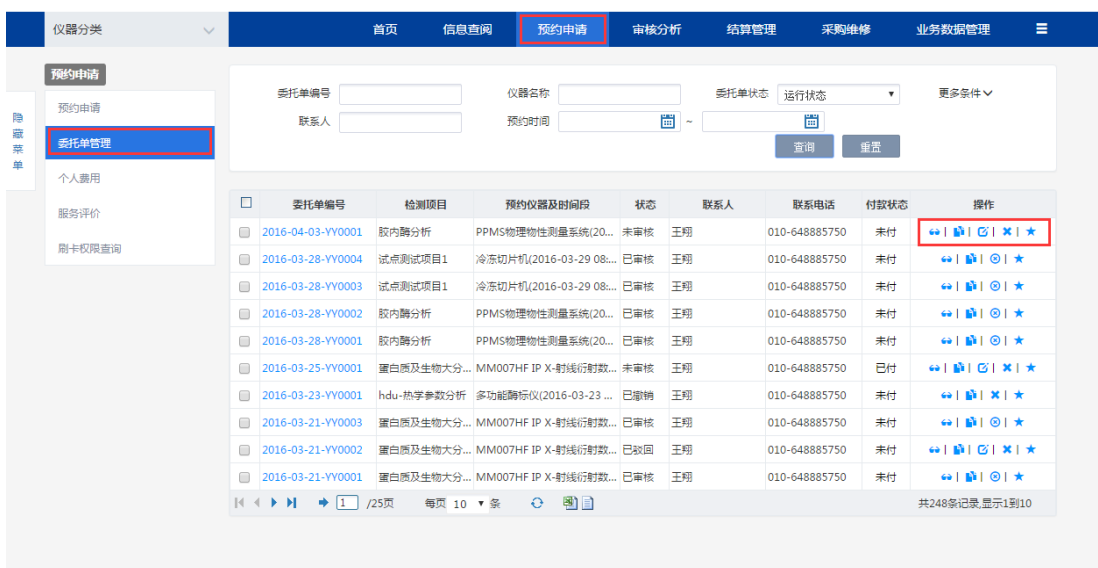 仪器分类 首页 信息查阅 预约申请 审核分析 结算管理 采购维修 业务数据管理
隐藏菜单
预约申请
预约申请
委托单管理
个人费用
服务评价
刷卡权限查询
委托单编号 仪器名称 委托单状态 运行状态 更多条件
联系人 预约时间 ~
查询 重置
委托单编号 检测项目 预约仪器及时间段 状态 联系人 联系电话 付款状态 操作
2016-04-03-YY0001 胶内酶分析 PPMS物理物性测量系统(20... 未审核 王翔 010-648885750 未付
2016-03-28-YY0004 试点测试项目1 冷冻切片机(2016-03-29 08:... 已审核 王翔 010-648885750 未付
2016-03-28-YY0003 试点测试项目1 冷冻切片机(2016-03-29 08:... 已审核 王翔 010-648885750 未付
2016-03-28-YY0002 胶内酶分析 PPMS物理物性测量系统(20... 已审核 王翔 010-648885750 未付
2016-03-28-YY0001 胶内酶分析 PPMS物理物性测量系统(20... 已审核 王翔 010-648885750 未付
2016-03-25-YY0001 蛋白质及生物大分... MM007HF IP X-射线衍射数... 未审核 王翔 010-648885750 已付
2016-03-23-YY0001 hdu-热学参数分析 多功能酶标仪(2016-03-23 ... 已撤销 王翔 010-648885750 未付
2016-03-21-YY0003 蛋白质及生物大分... MM007HF IP X-射线衍射数... 已审核 王翔 010-648885750 未付
2016-03-21-YY0002 蛋白质及生物大分... MM007HF IP X-射线衍射数... 已驳回 王翔 010-648885750 未付
2016-03-21-YY0001 蛋白质及生物大分... MM007HF IP X-射线衍射数... 已审核 王翔 010-648885750 未付
1 /25页 每页 10 条 共248条记录,显示1到10